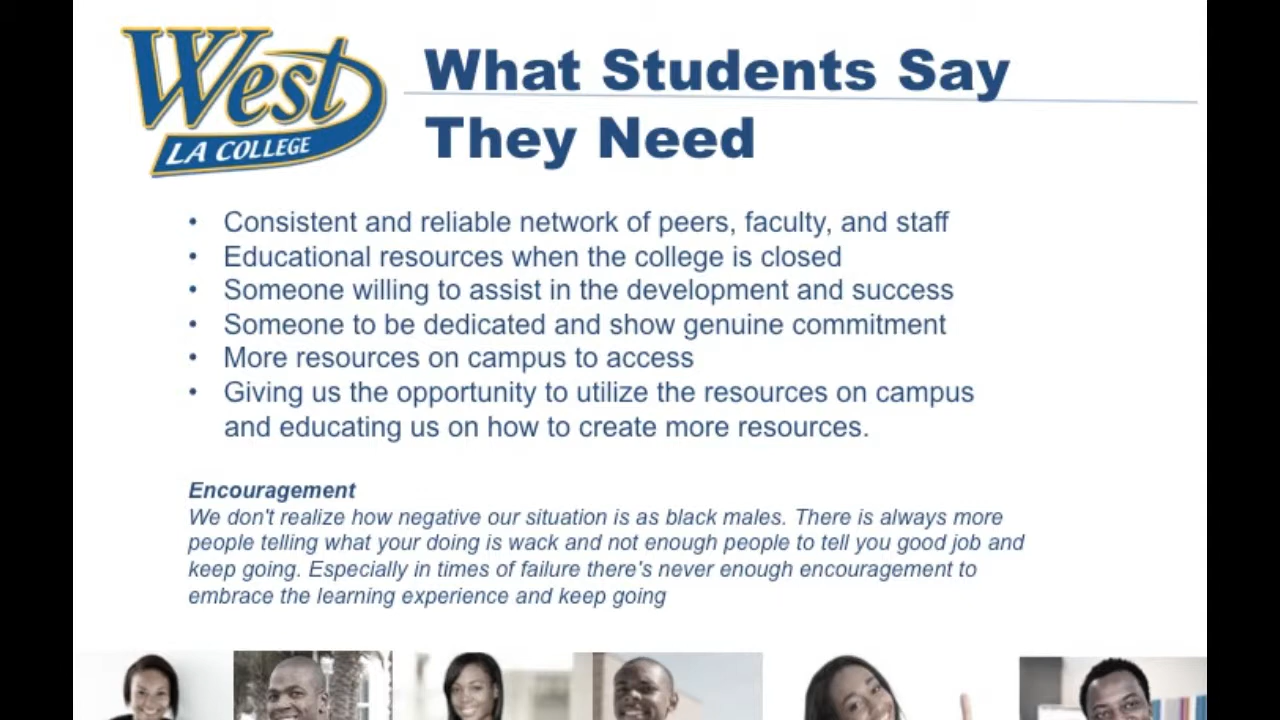 West
LA COLLEGE
What Students Say
They Need
• Consistent and reliable network of peers, faculty, and staff
• Educational resources when the college is closed
• Someone willing to assist in the development and success
• Someone to be dedicated and show genuine commitment
• More resources on campus to access
• Giving us the opportunity to utilize the resources on campus
and educating us on how to create more resources.
Encouragement
We don't realize how negative our situation is as black males. There is always more
people telling what your doing is wack and not enough people to tell you good job and
keep going. Especially in times of failure there's never enough encouragement to
embrace the learning experience and keep going